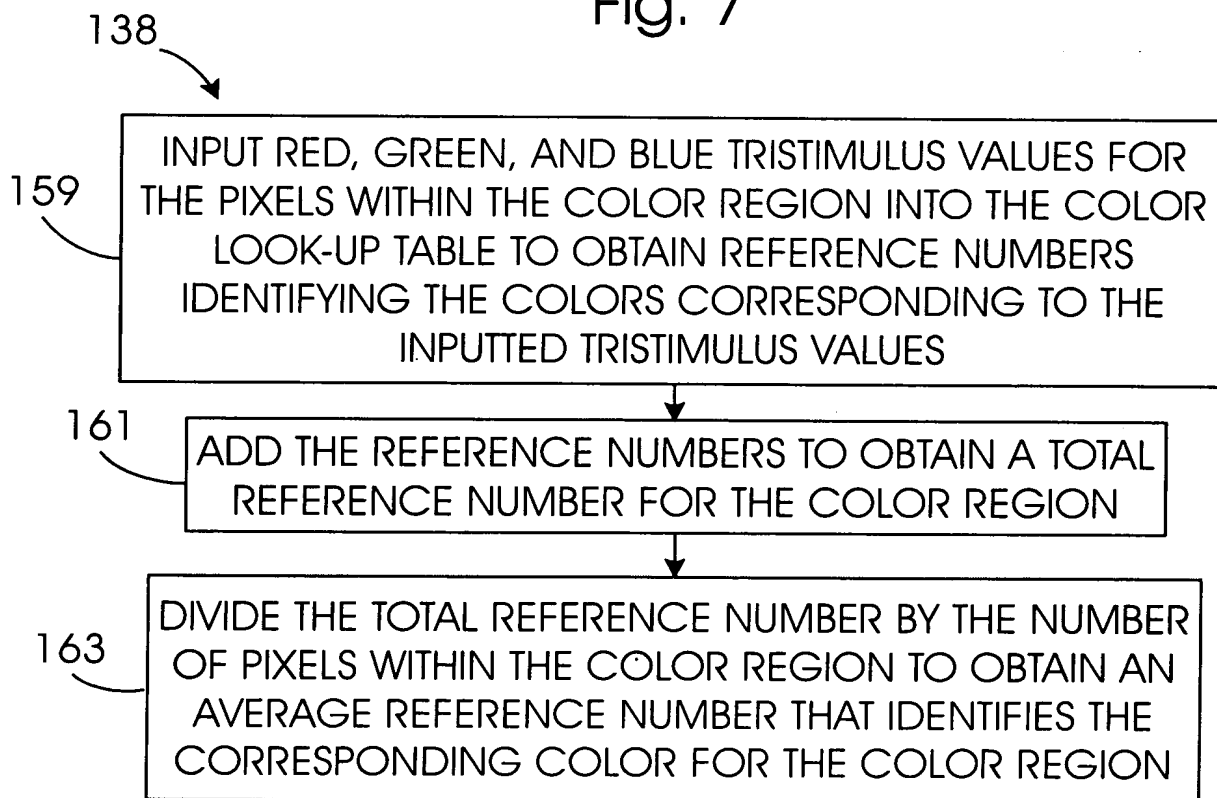 Fig. 7
138
159
INPUT RED, GREEN, AND BLUE TRISTIMULUS VALUES FOR
THE PIXELS WITHIN THE COLOR REGION INTO THE COLOR
LOOK-UP TABLE TO OBTAIN REFERENCE NUMBERS
IDENTIFYING THE COLORS CORRESPONDING TO THE
INPUTTED TRISTIMULUS VALUES
161
ADD THE REFERENCE NUMBERS TO OBTAIN A TOTAL
REFERENCE NUMBER FOR THE COLOR REGION
163
DIVIDE THE TOTAL REFERENCE NUMBER BY THE NUMBER
OF PIXELS WITHIN THE COLOR REGION TO OBTAIN AN
AVERAGE REFERENCE NUMBER THAT IDENTIFIES THE
CORRESPONDING COLOR FOR THE COLOR REGION